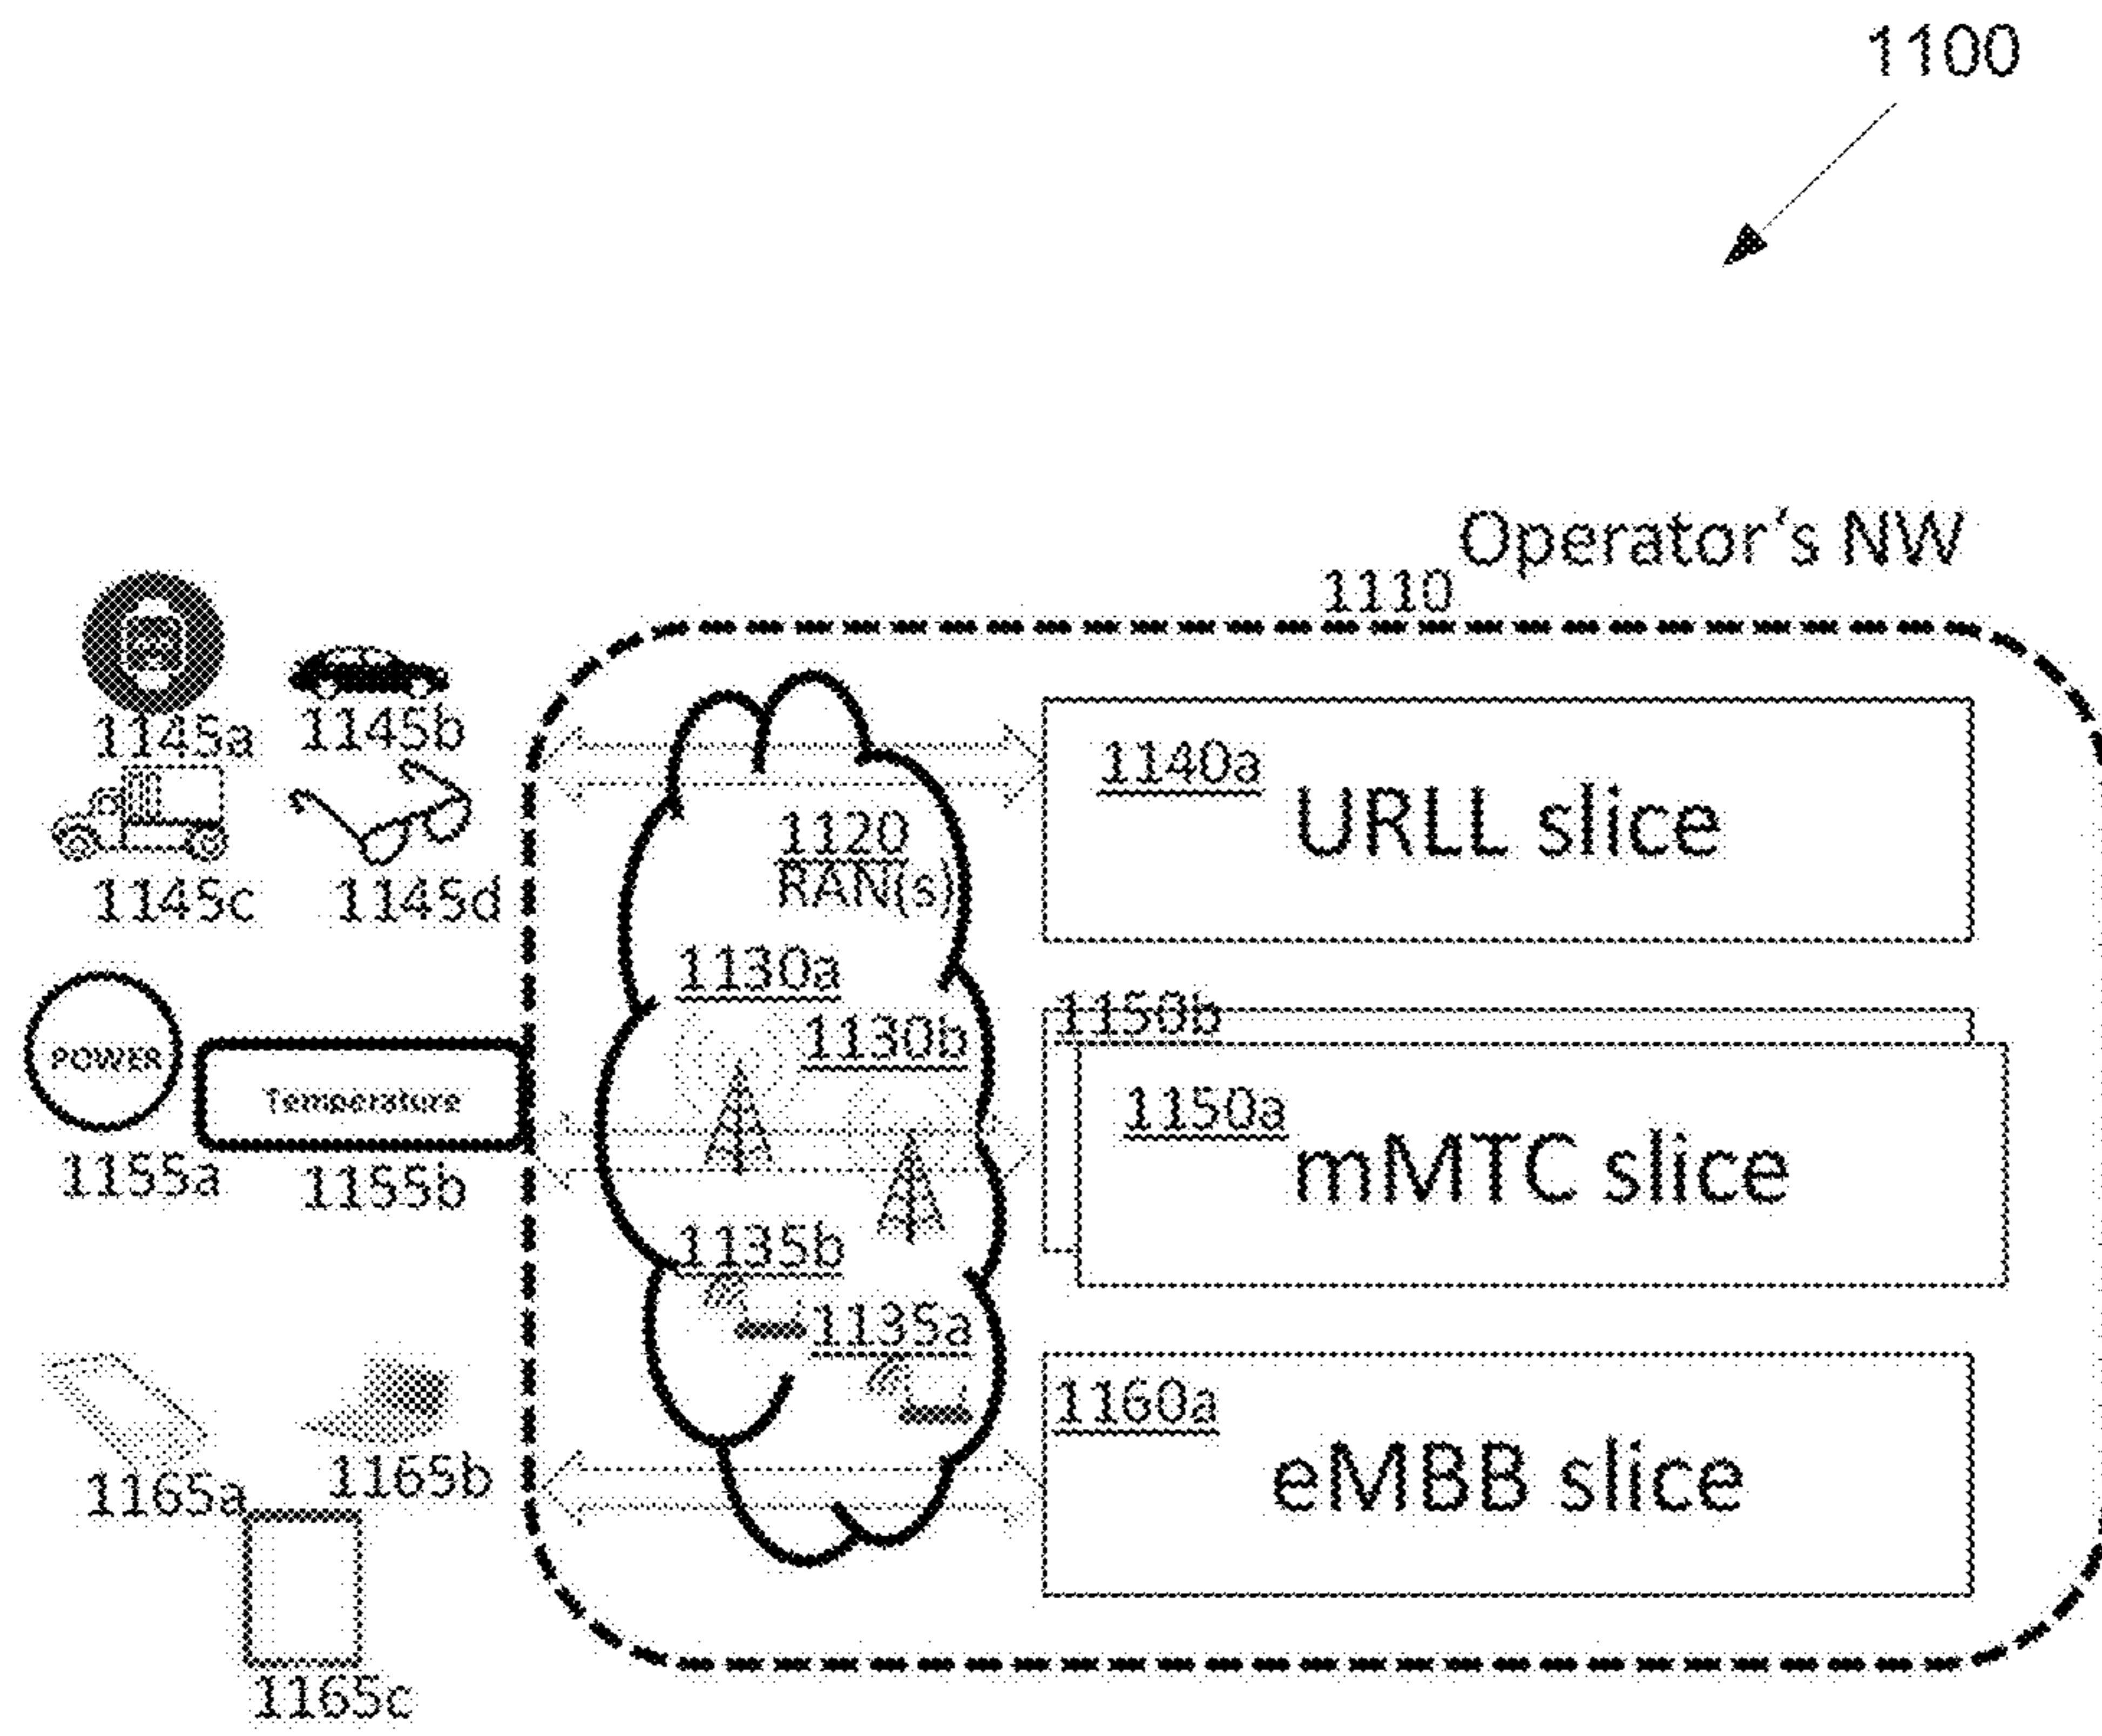 1100
Operator's NW
1110
1145a
1145b
1145c
1145d
1120
RAN(s)
1140a
URLL slice
1130a
1130b
POWER
Temperature
1155a
1155b
1150b
1150a
mMTC slice
1135b
1135a
1160a
eMBB slice
1165a
1165b
1165c